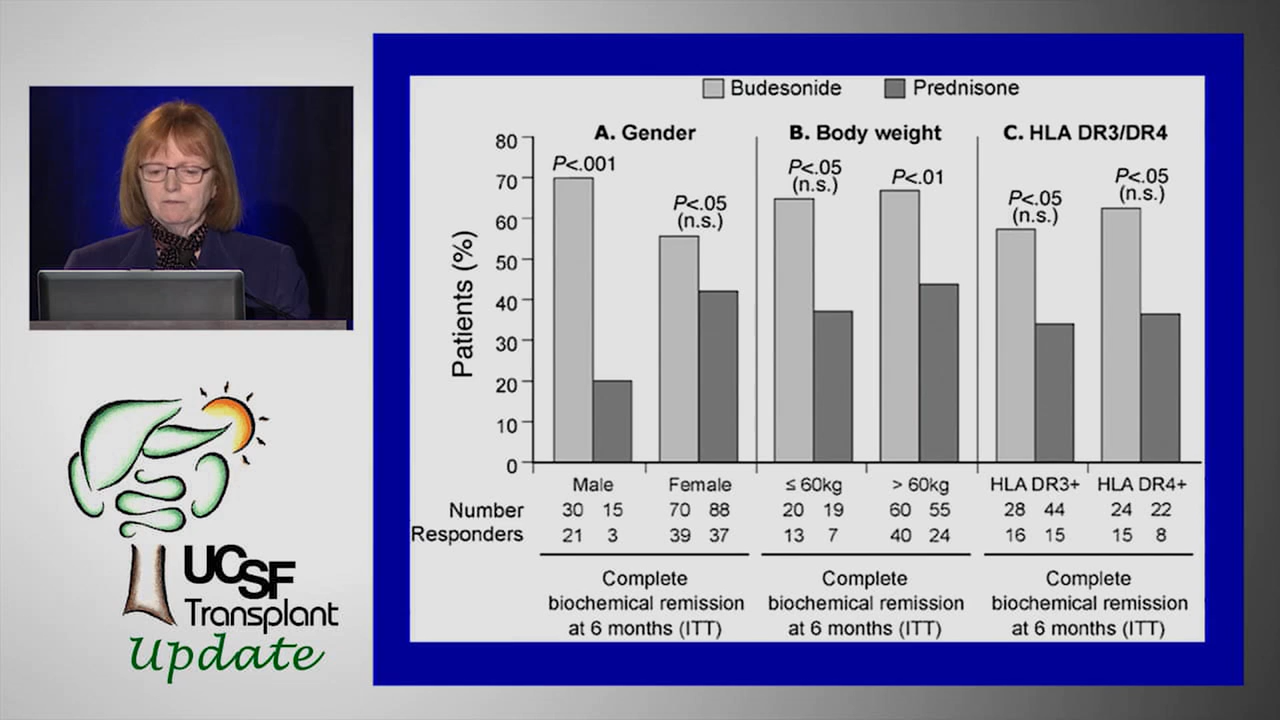 Budesonide Prednisone
A. Gender B. Body weight C. HLA DR3/DR4
Patients (%)
80
70
60
50
40
30
20
10
0
P<.001
P<.05
(n.s.)
P<.05
(n.s.)
P<.01
P<.05
(n.s.)
P<.05
(n.s.)
Male Female ≤ 60kg > 60kg HLA DR3+ HLA DR4+
Number 30 15 70 88 20 19 60 55 28 44 24 22
Responders 21 3 39 37 13 7 40 24 16 15 15 8
Complete
biochemical remission
at 6 months (ITT)
Complete
biochemical remission
at 6 months (ITT)
Complete
biochemical remission
at 6 months (ITT)
UCSF
Transplant
Update